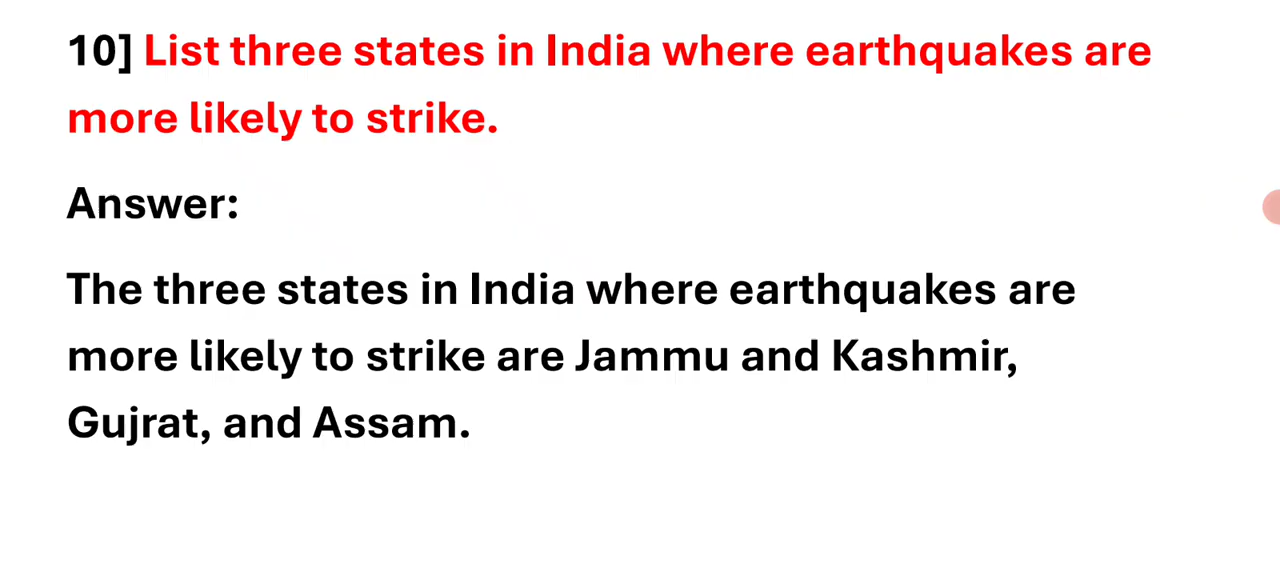 10] List three states in India where earthquakes are
more likely to strike.
Answer:
The three states in India where earthquakes are
more likely to strike are Jammu and Kashmir,
Gujrat, and Assam.